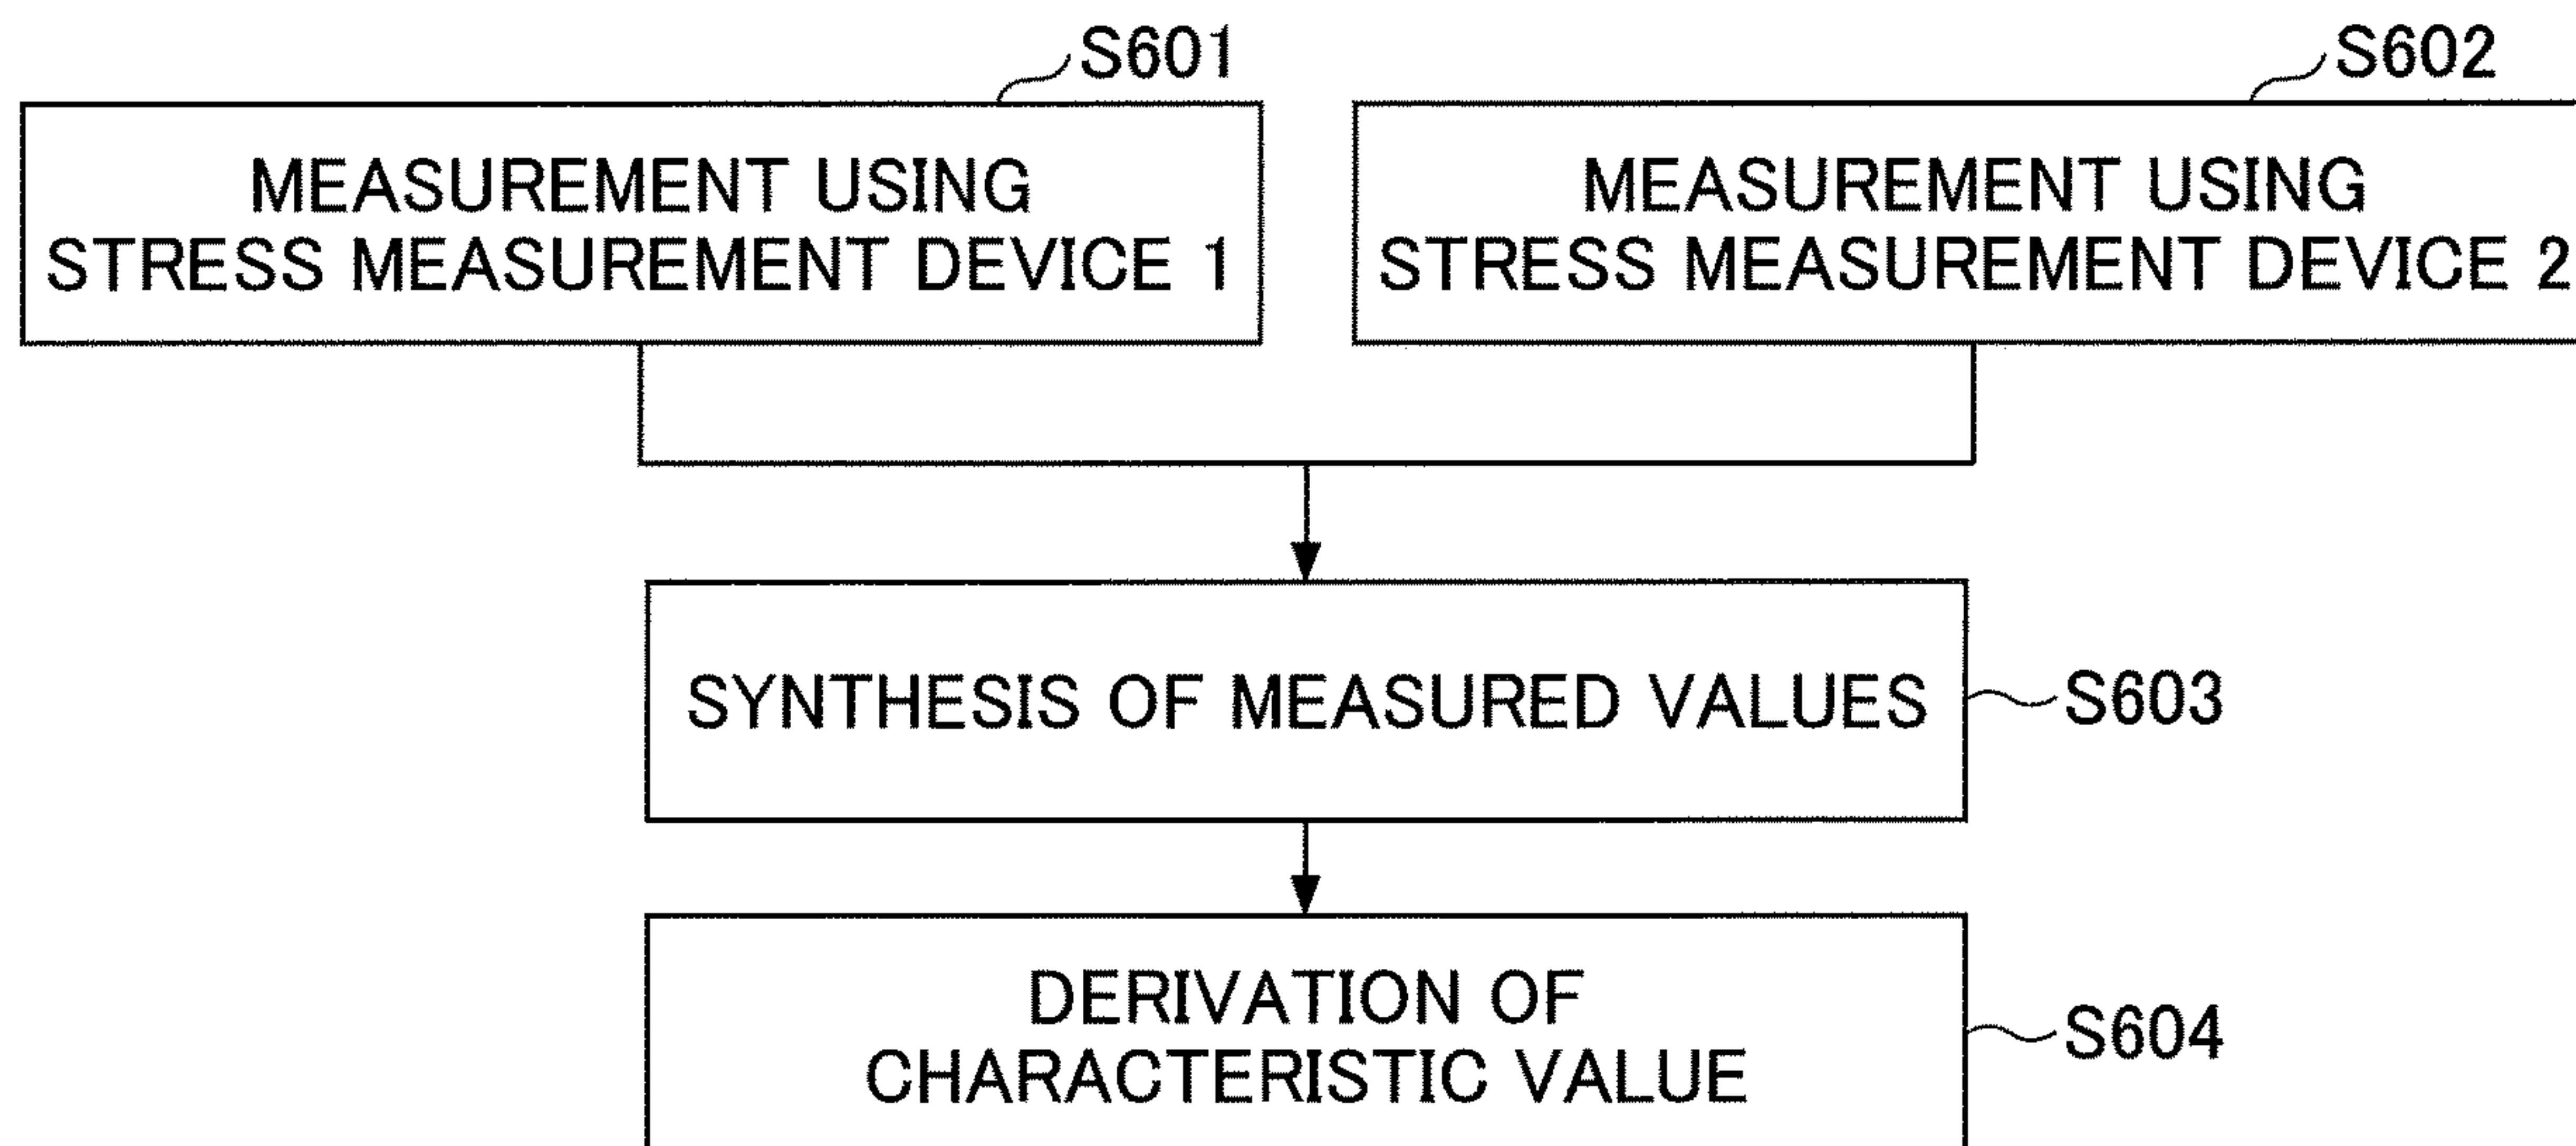 S601
MEASUREMENT USING
STRESS MEASUREMENT DEVICE 1
S602
MEASUREMENT USING
STRESS MEASUREMENT DEVICE 2
SYNTHESIS OF MEASURED VALUES
S603
DERIVATION OF
CHARACTERISTIC VALUE
S604